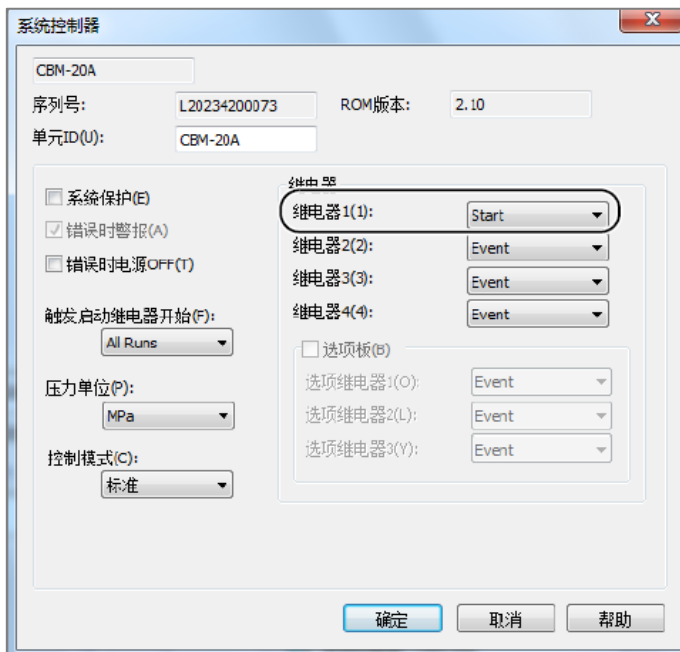 系统控制器
CBM-20A
序列号: L20234200073 ROM版本: 2.10
单元ID(U): CBM-20A
系统保护(E)
错误时警报(A)
错误时电源OFF(T)
触发启动继电器开始(F):
All Runs
压力单位(P):
MPa
控制模式(C):
标准
继电器
继电器1(1): Start
继电器2(2): Event
继电器3(3): Event
继电器4(4): Event
选项板(B)
选项继电器1(O): Event
选项继电器2(L): Event
选项继电器3(Y): Event
确定 取消 帮助